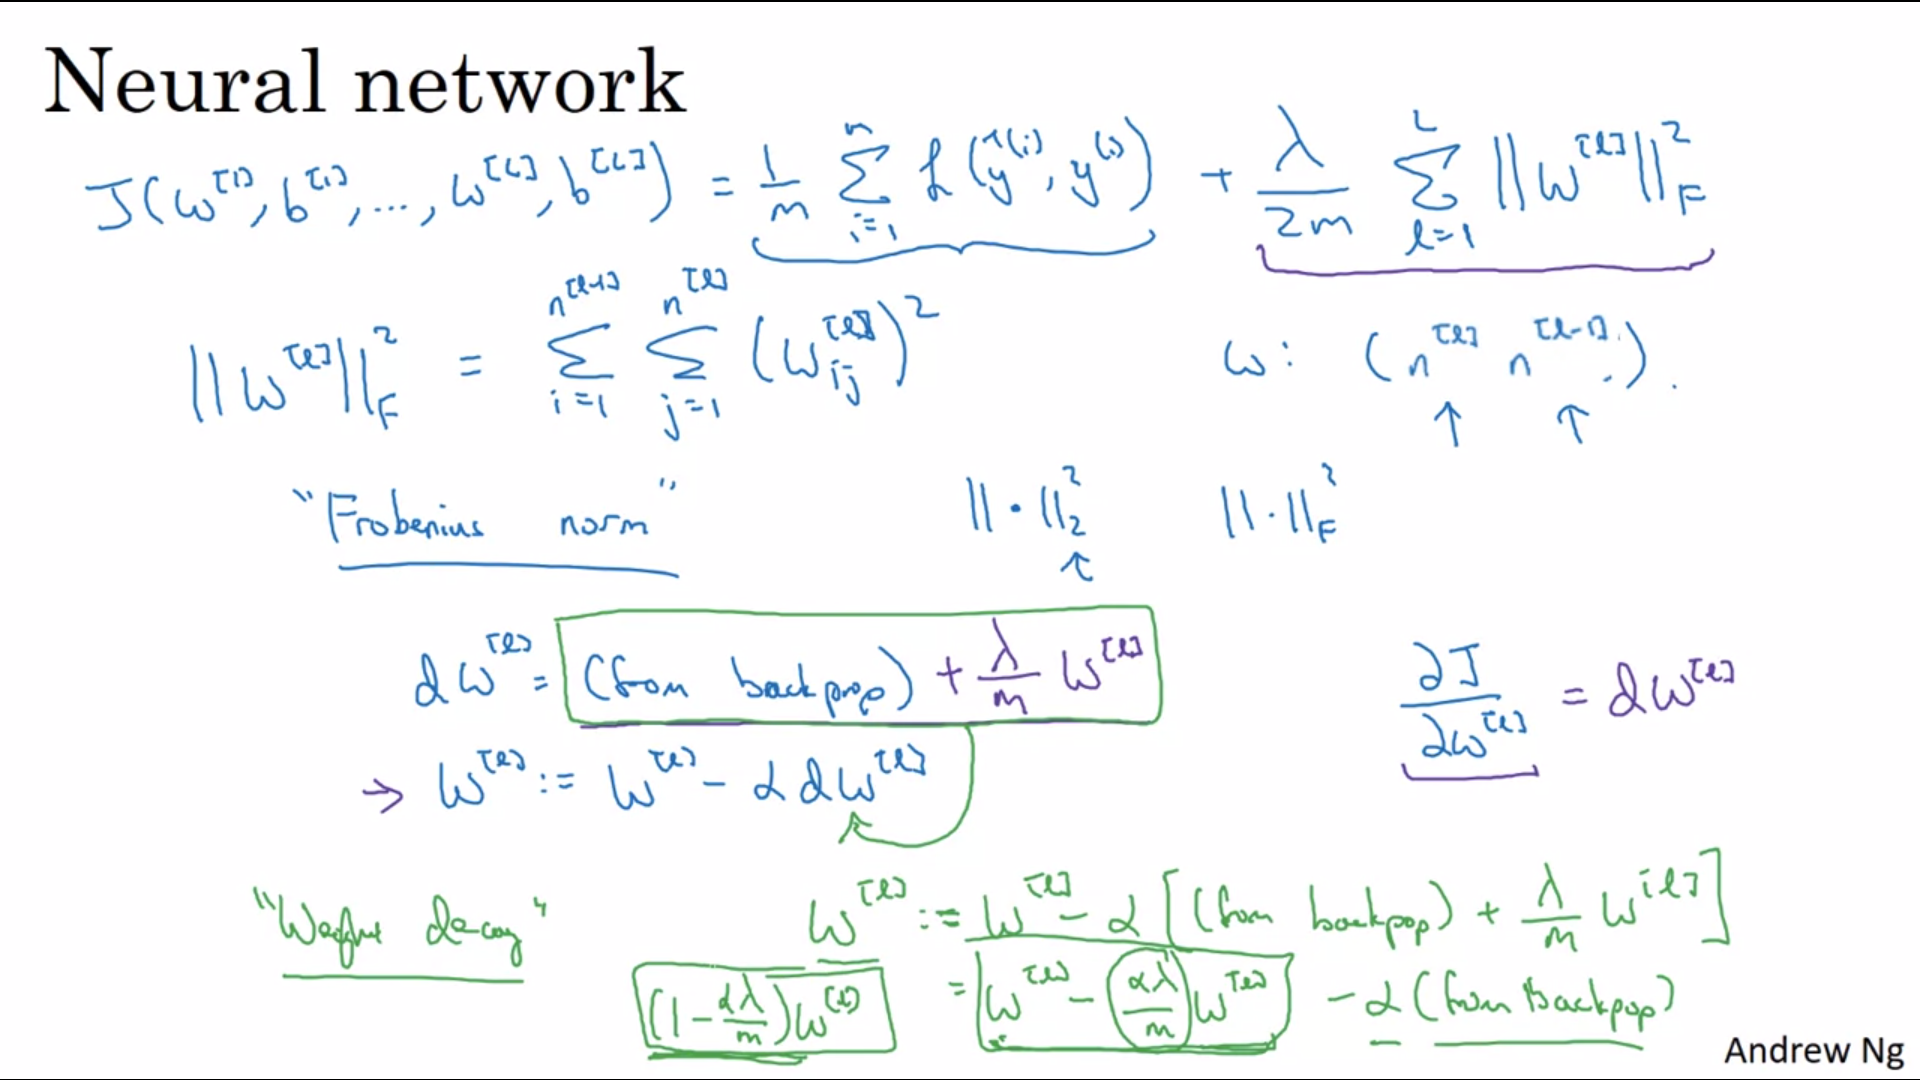 Neural network
J(w^[1], b^[1], ..., w^[L], b^[L]) = 1/m Σ_{i=1}^{m} ℒ(ŷ^(i), y^(i)) + λ/2m Σ_{l=1}^{L} ||w^[l]||_F^2
||w^[l]||_F^2 = Σ_{i=1}^{n^[l-1]} Σ_{j=1}^{n^[l]} (w_ij^[l])^2    w: (n^[l] n^[l-1]).
"Frobenius norm"    ||·||_2^2    ||·||_F^2
dw^[l] = (from backprop) + λ/m w^[l]    ∂J/∂w^[l] = dw^[l]
→ w^[l] := w^[l] - α dw^[l]
"Weight decay"    w^[l] := w^[l] - α [(from backpop) + λ/m w^[l]]
(1 - αλ/m) w^[l]    = w^[l] - αλ/m w^[l] - α (from backpop)
Andrew Ng